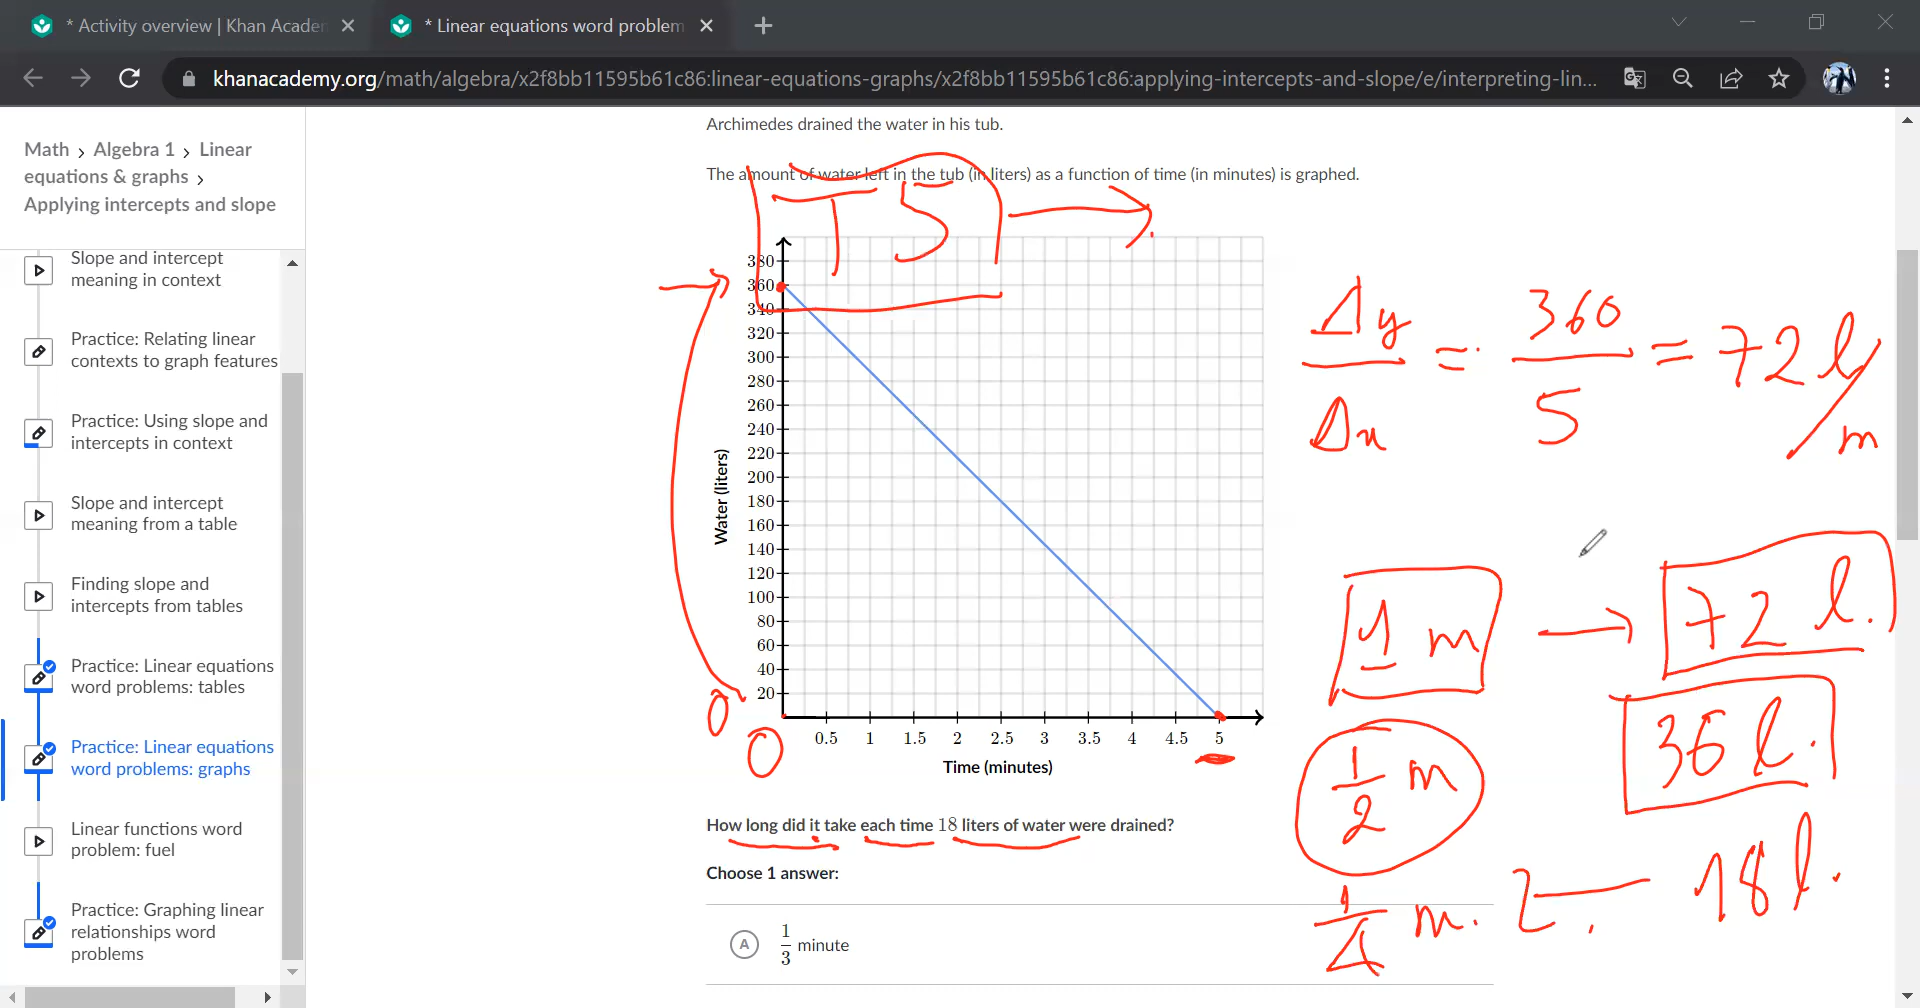 * Activity overview | Khan Academ
* Linear equations word problem
khanacademy.org/math/algebra/x2f8bb11595b61c86:linear-equations-graphs/x2f8bb11595b61c86:applying-intercepts-and-slope/e/interpreting-lin...
Math > Algebra 1 > Linear
equations & graphs >
Applying intercepts and slope
Slope and intercept
meaning in context
Practice: Relating linear
contexts to graph features
Practice: Using slope and
intercepts in context
Slope and intercept
meaning from a table
Finding slope and
intercepts from tables
Practice: Linear equations
word problems: tables
Practice: Linear equations
word problems: graphs
Linear functions word
problem: fuel
Practice: Graphing linear
relationships word
problems
Archimedes drained the water in his tub.
The amount of water left in the tub (in liters) as a function of time (in minutes) is graphed.
T5
380
360
340
320
300
280
260
240
220
200
180
160
140
120
100
80
60
40
20
Water (liters)
0
0
0.5 1 1.5 2 2.5 3 3.5 4 4.5 5
Time (minutes)
Δy/Δx = 360/5 = 72 l/m
1 m → 72 l.
1/2 m 36 l.
1/4 m. 18 l.
How long did it take each time 18 liters of water were drained?
Choose 1 answer:
A 1/3 minute